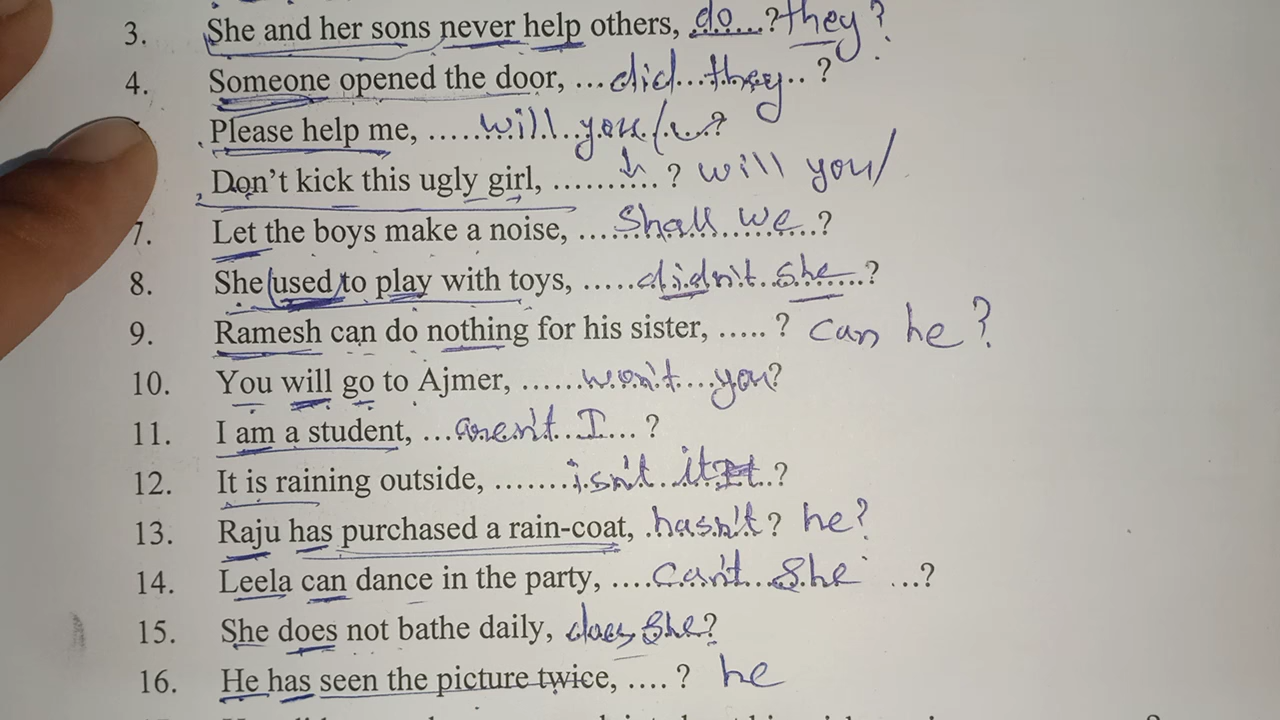 3. She and her sons never help others, do...? they?
4. Someone opened the door, ...did...they..?
Please help me, .....will..you/..?
Don't kick this ugly girl, ..........? will you/
7. Let the boys make a noise, ....Shall we.....?
8. She used to play with toys, .....didn't she....?
9. Ramesh can do nothing for his sister, .....? can he?
10. You will go to Ajmer, ......won't....you?
11. I am a student, ...aren't I...?
12. It is raining outside, .......isn't it..?
13. Raju has purchased a rain-coat, .hasn't? he?
14. Leela can dance in the party, ....can't...She ...?
15. She does not bathe daily, does She?
16. He has seen the picture twice, ....? he